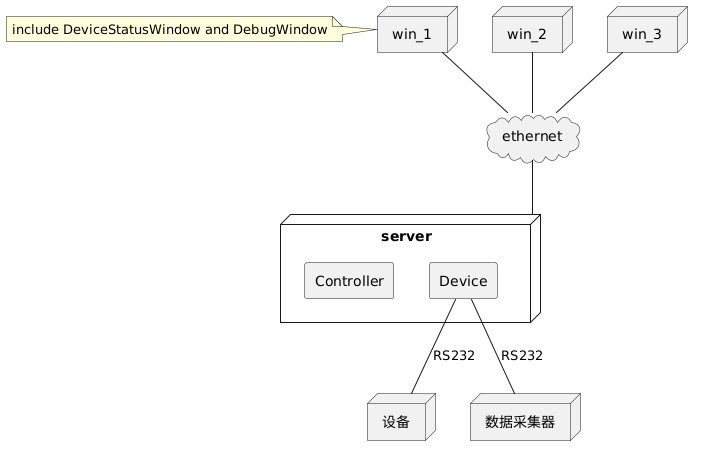 include DeviceStatusWindow and DebugWindow
win_1
win_2
win_3
ethernet
server
Controller
Device
RS232
RS232
设备
数据采集器